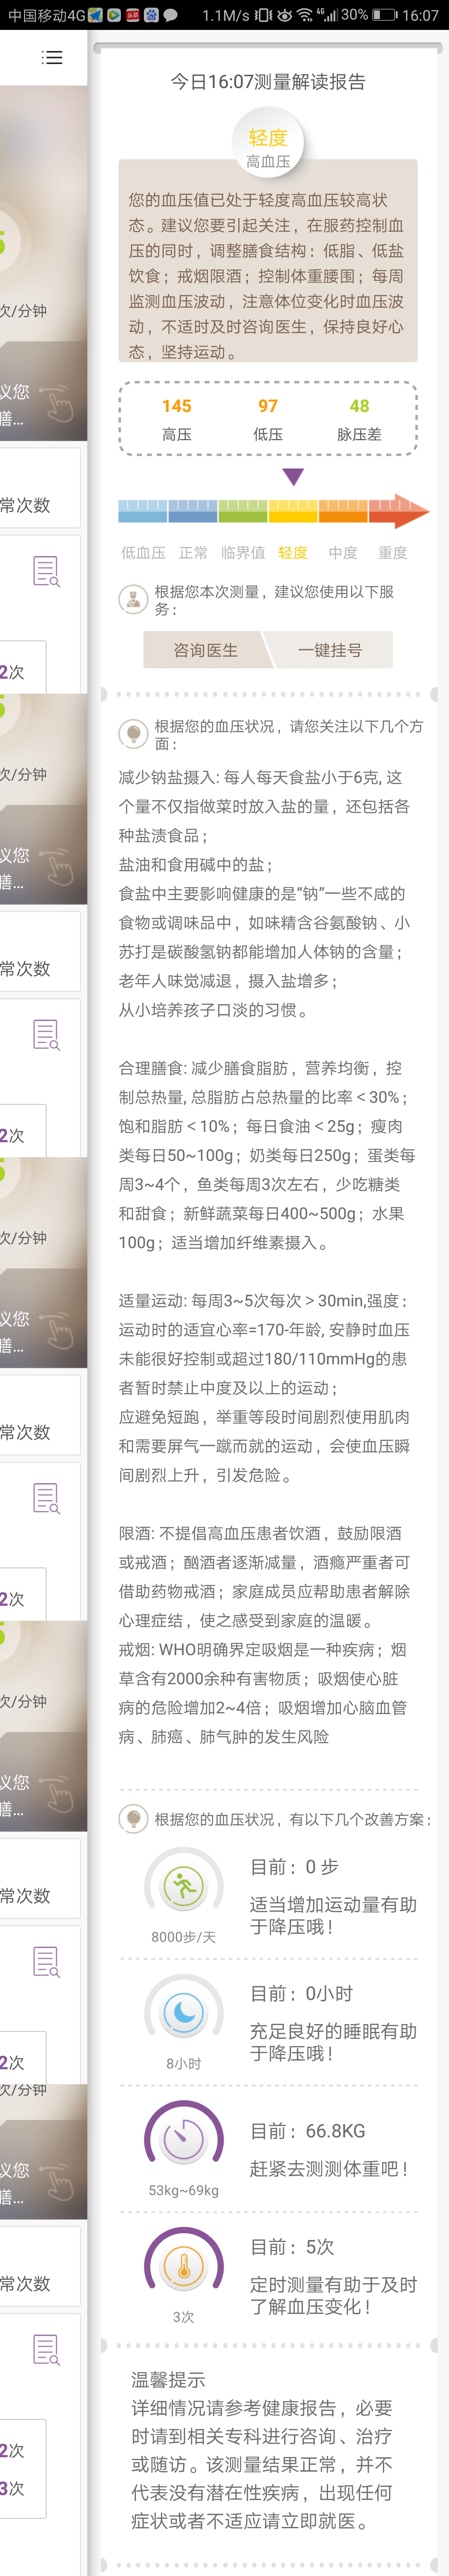 中国移动4G 1.1M/s 4G 30% 16:07
今日16:07测量解读报告
轻度
高血压
您的血压值已处于轻度高血压较高状
态。建议您要引起关注，在服药控制血
压的同时，调整膳食结构：低脂、低盐
饮食；戒烟限酒；控制体重腰围；每周
监测血压波动，注意体位变化时血压波
动，不适时及时咨询医生，保持良好心
态，坚持运动。
145 97 48
高压 低压 脉压差
低血压 正常 临界值 轻度 中度 重度
根据您本次测量，建议您使用以下服
务：
咨询医生 一键挂号
根据您的血压状况，请您关注以下几个方
面：
减少钠盐摄入: 每人每天食盐小于6克, 这
个量不仅指做菜时放入盐的量，还包括各
种盐渍食品；
盐油和食用碱中的盐；
食盐中主要影响健康的是“钠”一些不咸的
食物或调味品中，如味精含谷氨酸钠、小
苏打是碳酸氢钠都能增加人体钠的含量；
老年人味觉减退，摄入盐增多；
从小培养孩子口淡的习惯。
合理膳食: 减少膳食脂肪，营养均衡，控
制总热量, 总脂肪占总热量的比率＜30%；
饱和脂肪＜10%；每日食油＜25g；瘦肉
类每日50~100g；奶类每日250g；蛋类每
周3~4个，鱼类每周3次左右，少吃糖类
和甜食；新鲜蔬菜每日400~500g；水果
100g；适当增加纤维素摄入。
适量运动: 每周3~5次每次＞30min,强度：
运动时的适宜心率=170-年龄, 安静时血压
未能很好控制或超过180/110mmHg的患
者暂时禁止中度及以上的运动；
应避免短跑，举重等段时间剧烈使用肌肉
和需要屏气一蹴而就的运动，会使血压瞬
间剧烈上升，引发危险。
限酒: 不提倡高血压患者饮酒，鼓励限酒
或戒酒；酗酒者逐渐减量，酒瘾严重者可
借助药物戒酒；家庭成员应帮助患者解除
心理症结，使之感受到家庭的温暖。
戒烟: WHO明确界定吸烟是一种疾病；烟
草含有2000余种有害物质；吸烟使心脏
病的危险增加2~4倍；吸烟增加心脑血管
病、肺癌、肺气肿的发生风险
根据您的血压状况，有以下几个改善方案：
目前：0 步
适当增加运动量有助
于降压哦！
8000步/天
目前：0小时
充足良好的睡眠有助
于降压哦！
8小时
目前：66.8KG
赶紧去测测体重吧！
53kg~69kg
目前：5次
定时测量有助于及时
了解血压变化！
3次
温馨提示
详细情况请参考健康报告，必要
时请到相关专科进行咨询、治疗
或随访。该测量结果正常，并不
代表没有潜在性疾病，出现任何
症状或者不适应请立即就医。
次/分钟
议您
膳...
常次数
2次
次/分钟
议您
膳...
常次数
2次
次/分钟
议您
膳...
常次数
2次
次/分钟
议您
膳...
常次数
2次
次/分钟
议您
膳...
常次数
2次
3次